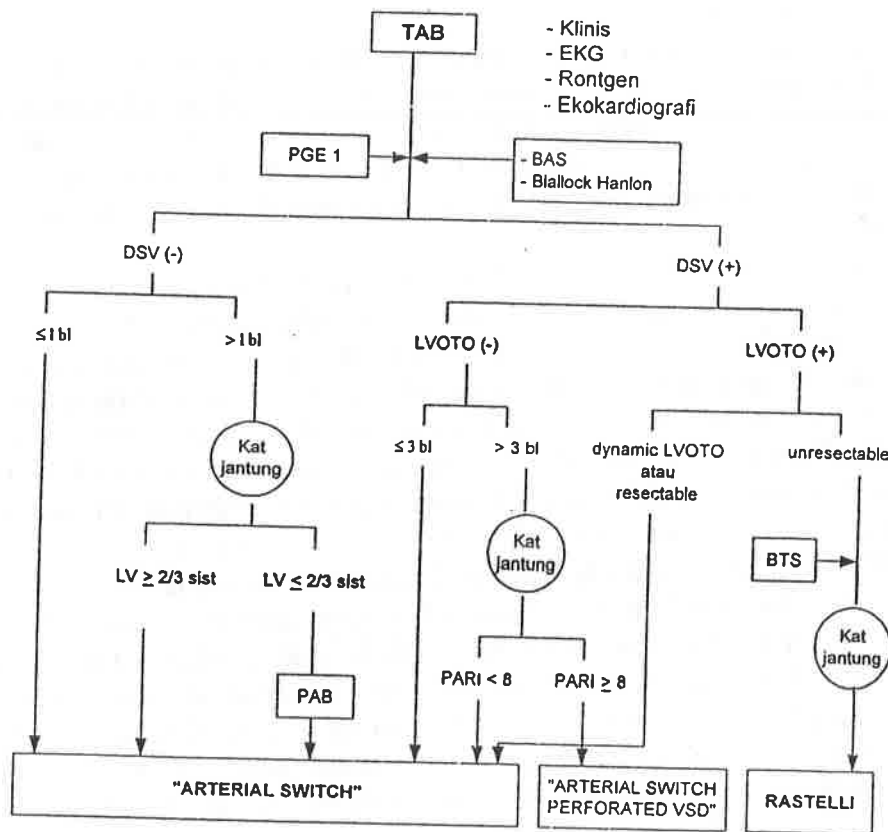 TAB
- Klinis
- EKG
- Rontgen
- Ekokardiografi
PGE 1
- BAS
- Blallock Hanlon
DSV (-)
DSV (+)
≤1 bl
>1 bl
LVOTO (-)
LVOTO (+)
Kat
jantung
≤ 3 bl
> 3 bl
dynamic LVOTO
atau
resectable
unresectable
LV ≥ 2/3 sist
LV ≤ 2/3 sist
Kat
jantung
BTS
Kat
jantung
PAB
PARI < 8
PARI ≥ 8
"ARTERIAL SWITCH"
"ARTERIAL SWITCH
PERFORATED VSD"
RASTELLI